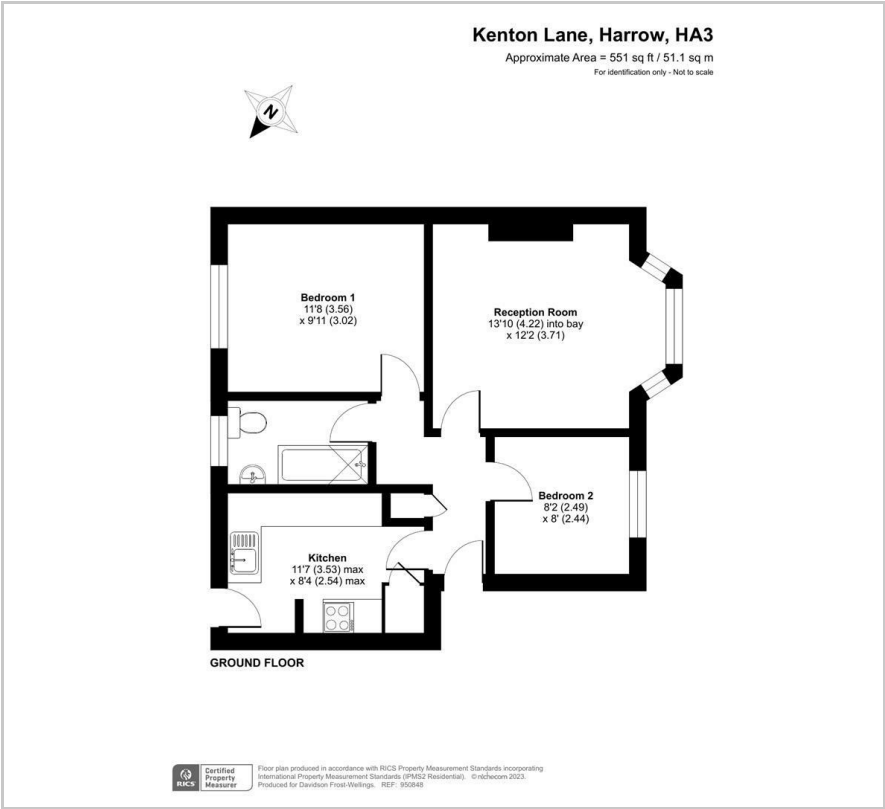 Kenton Lane, Harrow, HA3
Approximate Area = 551 sq ft / 51.1 sq m
For identification only - Not to scale
N
Bedroom 1
11'8 (3.56)
x 9'11 (3.02)
Reception Room
13'10 (4.22) into bay
x 12'2 (3.71)
Bedroom 2
8'2 (2.49)
x 8' (2.44)
Kitchen
11'7 (3.53) max
x 8'4 (2.54) max
GROUND FLOOR
RICS
Certified
Property
Measurer
Floor plan produced in accordance with RICS Property Measurement Standards incorporating
International Property Measurement Standards (IPMS2 Residential). © nichecom 2023.
Produced for Davidson Frost-Wellings. REF: 950848